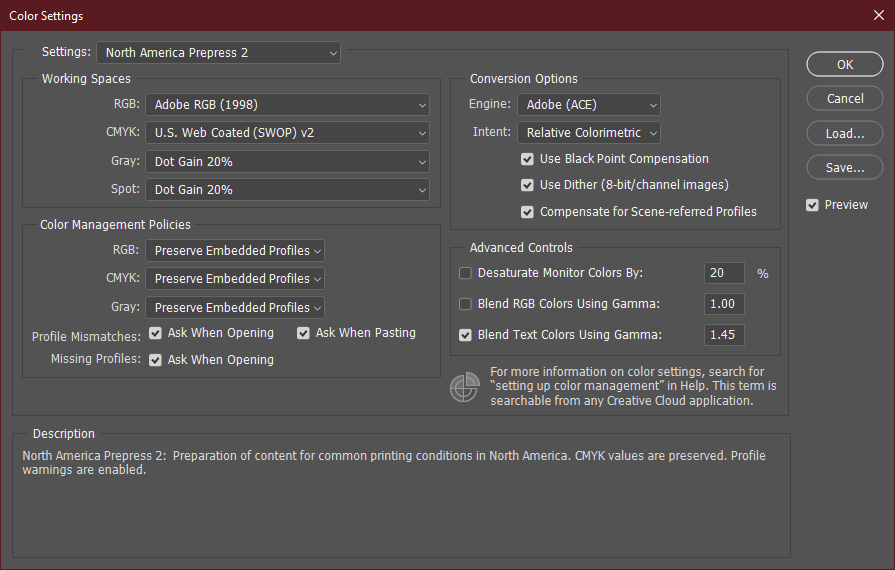 Color Settings
Settings: North America Prepress 2
Working Spaces
RGB: Adobe RGB (1998)
CMYK: U.S. Web Coated (SWOP) v2
Gray: Dot Gain 20%
Spot: Dot Gain 20%
Color Management Policies
RGB: Preserve Embedded Profiles
CMYK: Preserve Embedded Profiles
Gray: Preserve Embedded Profiles
Profile Mismatches: Ask When Opening Ask When Pasting
Missing Profiles: Ask When Opening
Conversion Options
Engine: Adobe (ACE)
Intent: Relative Colorimetric
Use Black Point Compensation
Use Dither (8-bit/channel images)
Compensate for Scene-referred Profiles
Advanced Controls
Desaturate Monitor Colors By: 20 %
Blend RGB Colors Using Gamma: 1.00
Blend Text Colors Using Gamma: 1.45
For more information on color settings, search for
“setting up color management” in Help. This term is
searchable from any Creative Cloud application.
OK
Cancel
Load...
Save...
Preview
Description
North America Prepress 2: Preparation of content for common printing conditions in North America. CMYK values are preserved. Profile
warnings are enabled.